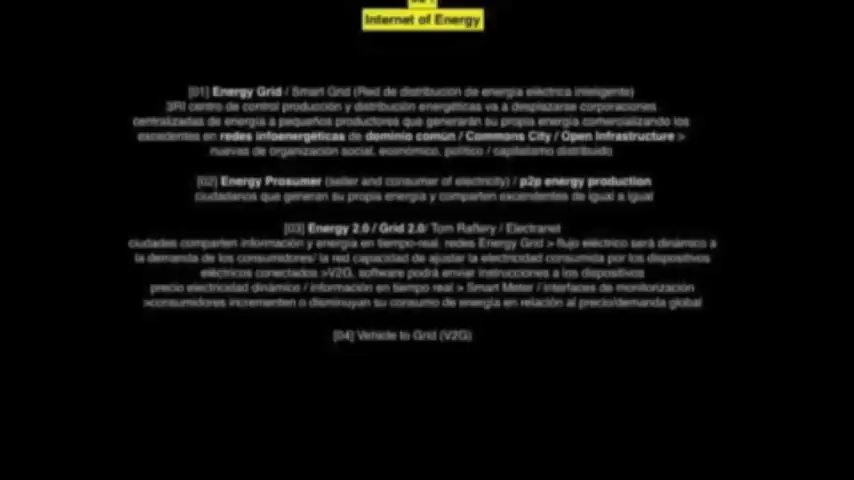 Internet of Energy
[01] Energy Grid / Smart Grid (Red de distribución de energía eléctrica inteligente)
3RI centro de control producción y distribución energéticas va a desplazarse corporaciones
centralizadas de energía a pequeños productores que generarán su propia energía comercializando los
excedentes en redes infoenergéticas de dominio común / Commons City / Open Infrastructure >
nuevas de organización social, económico, político / capitalismo distribuido
[02] Energy Prosumer (seller and consumer of electricity) / p2p energy production
ciudadanos que generan su propia energía y comparten excendentes de igual a igual
[03] Energy 2.0 / Grid 2.0/ Tom Raftery / Electranet
ciudades comparten información y energía en tiempo-real, redes Energy Grid > flujo eléctrico será dinámico a
la demanda de los consumidores/ la red capacidad de ajustar la electricidad consumida por los dispositivos
eléctricos conectados >V2G, software podrá enviar instrucciones a los dispositivos
precio electricidad dinámico / información en tiempo real > Smart Meter / interfaces de monitorización
>consumidores incrementen o disminuyan su consumo de energía en relación al precio/demanda global
[04] Vehicle to Grid (V2G)